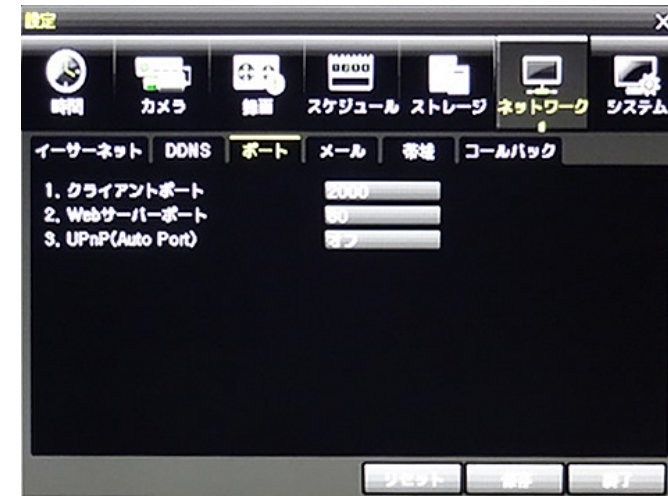 設定
時間 カメラ 録画 スケジュール ストレージ ネットワーク システム
イーサーネット DDNS ポート メール 帯域 コールバック
1. クライアントポート 2000
2. Webサーバーポート 80
3. UPnP(Auto Port) オフ
リセット 保存 終了